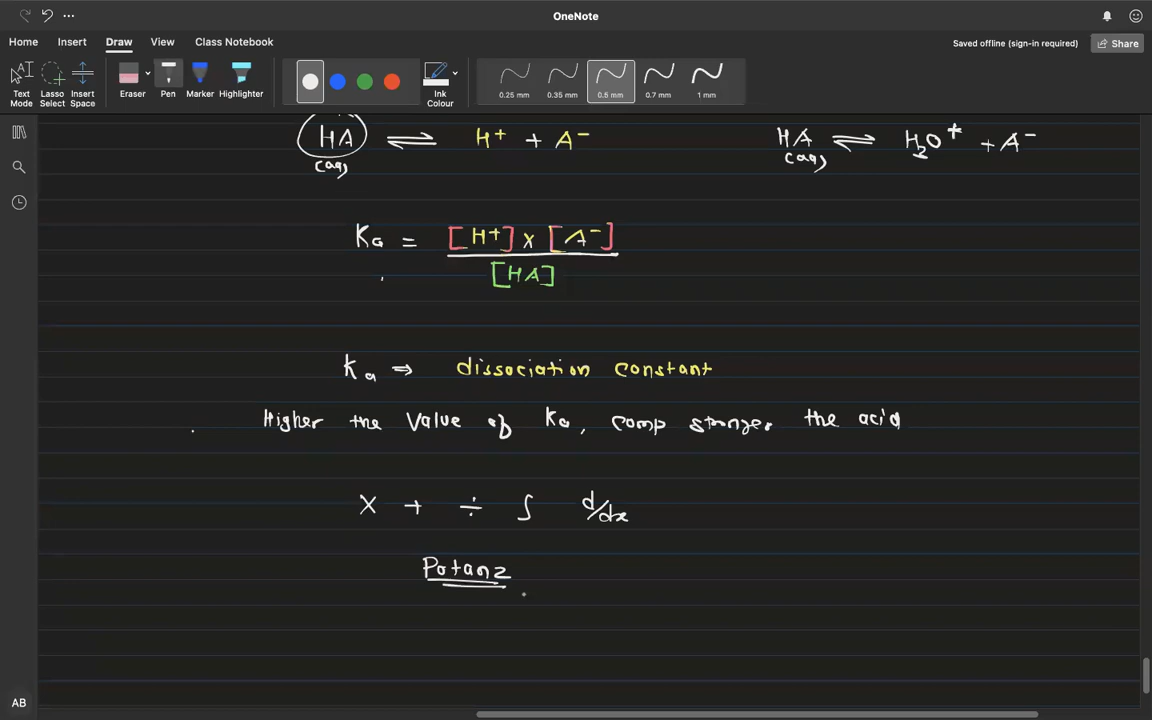 OneNote
Home Insert Draw View Class Notebook
Saved offline (sign-in required) Share
Text Mode Lasso Select Insert Space Eraser Pen Marker Highlighter Ink Colour 0.25 mm 0.35 mm 0.5 mm 0.7 mm 1 mm
HA (aq) ⇌ H⁺ + A⁻ HA (aq) ⇌ H₂O⁺ + A⁻
Ka = [H⁺] x [A⁻] / [HA]
Ka ⇒ dissociation constant
Higher the value of Ka, comp stronger the acid
X + ÷ ∫ d/dx
Potanz
AB